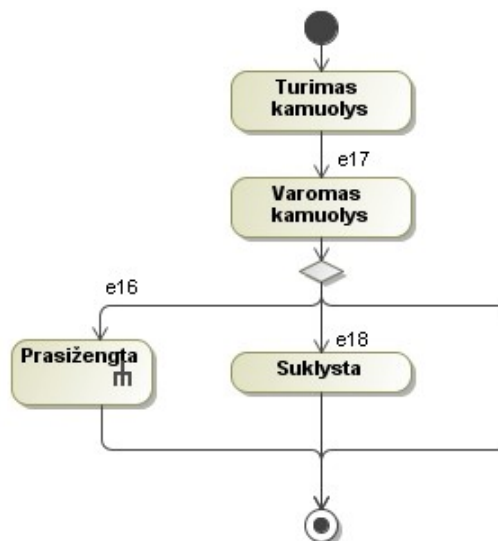 Turimas
kamuolys
e17
Varomas
kamuolys
e16
e18
Prasižengta
Suklysta